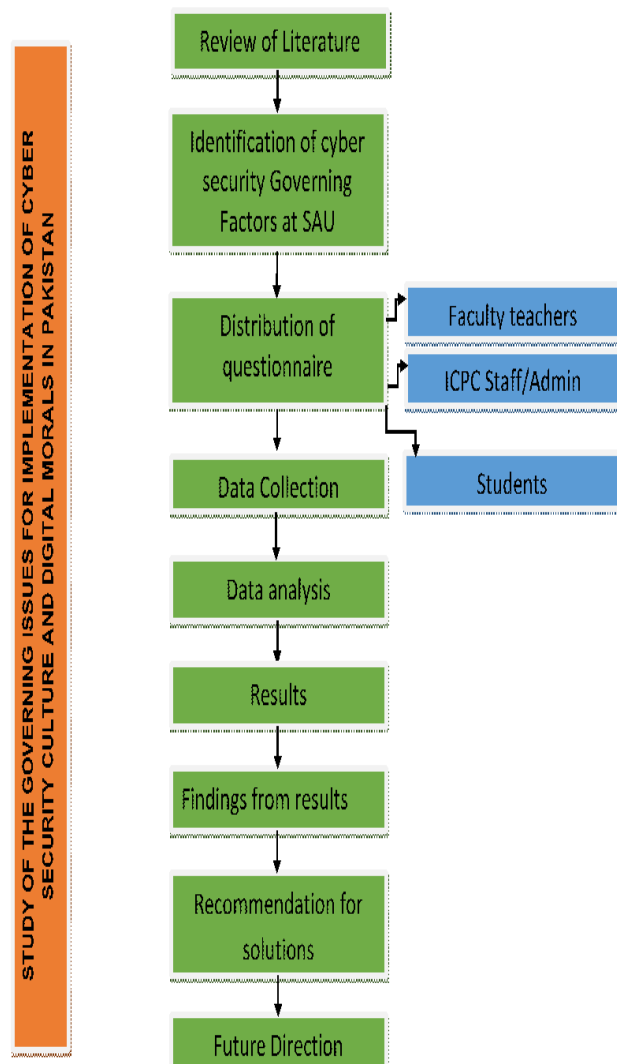 STUDY OF THE GOVERNING ISSUES FOR IMPLEMENTATION OF CYBER
SECURITY CULTURE AND DIGITAL MORALS IN PAKISTAN
Review of Literature
Identification of cyber
security Governing
Factors at SAU
Distribution of
questionnaire
Faculty teachers
ICPC Staff/Admin
Students
Data Collection
Data analysis
Results
Findings from results
Recommendation for
solutions
Future Direction